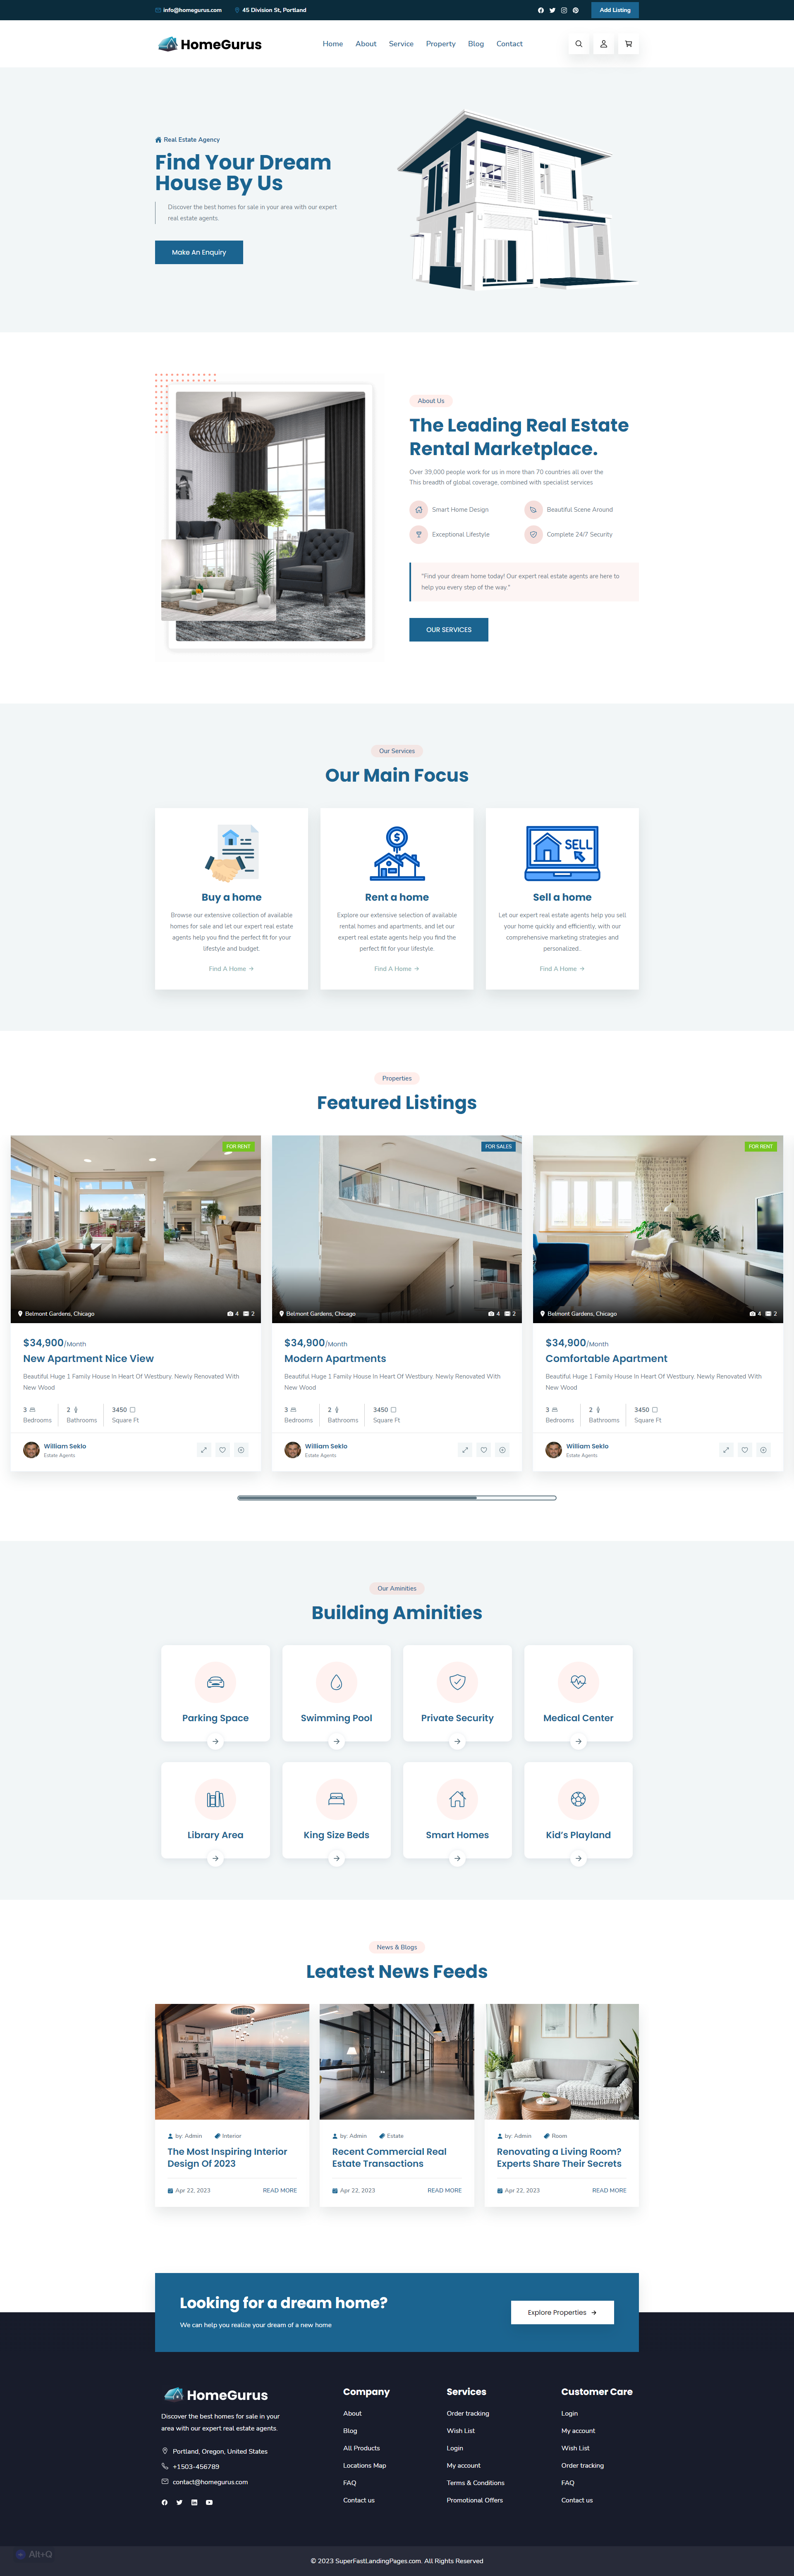 info@homegurus.com 45 Division St, Portland Add Listing
HomeGurus Home About Service Property Blog Contact
Real Estate Agency
Find Your Dream
House By Us
Discover the best homes for sale in your area with our expert
real estate agents.
Make An Enquiry
About Us
The Leading Real Estate
Rental Marketplace.
Over 39,000 people work for us in more than 70 countries all over the
This breadth of global coverage, combined with specialist services
Smart Home Design Beautiful Scene Around
Exceptional Lifestyle Complete 24/7 Security
"Find your dream home today! Our expert real estate agents are here to
help you every step of the way."
OUR SERVICES
Our Services
Our Main Focus
SELL
Buy a home
Browse our extensive collection of available
homes for sale and let our expert real estate
agents help you find the perfect fit for your
lifestyle and budget.
Find A Home
Rent a home
Explore our extensive selection of available
rental homes and apartments, and let our
expert real estate agents help you find the
perfect fit for your lifestyle.
Find A Home
Sell a home
Let our expert real estate agents help you sell
your home quickly and efficiently, with our
comprehensive marketing strategies and
personalized.
Find A Home
Properties
Featured Listings
FOR RENT
Belmont Gardens, Chicago 4 2
$34,900/Month
New Apartment Nice View
Beautiful Huge 1 Family House In Heart Of Westbury. Newly Renovated With
New Wood
3 2 3450
Bedrooms Bathrooms Square Ft
William Seklo
Estate Agents
FOR SALES
Belmont Gardens, Chicago 4 2
$34,900/Month
Modern Apartments
Beautiful Huge 1 Family House In Heart Of Westbury. Newly Renovated With
New Wood
3 2 3450
Bedrooms Bathrooms Square Ft
William Seklo
Estate Agents
FOR RENT
Belmont Gardens, Chicago 4 2
$34,900/Month
Comfortable Apartment
Beautiful Huge 1 Family House In Heart Of Westbury. Newly Renovated With
New Wood
3 2 3450
Bedrooms Bathrooms Square Ft
William Seklo
Estate Agents
Our Aminities
Building Aminities
Parking Space Swimming Pool Private Security Medical Center
Library Area King Size Beds Smart Homes Kid's Playland
News & Blogs
Leatest News Feeds
by: Admin Interior
The Most Inspiring Interior
Design Of 2023
Apr 22, 2023 READ MORE
by: Admin Estate
Recent Commercial Real
Estate Transactions
Apr 22, 2023 READ MORE
by: Admin Room
Renovating a Living Room?
Experts Share Their Secrets
Apr 22, 2023 READ MORE
Looking for a dream home?
We can help you realize your dream of a new home
Explore Properties
HomeGurus
Discover the best homes for sale in your
area with our expert real estate agents.
Portland, Oregon, United States
+1503-456789
contact@homegurus.com
Company
About
Blog
All Products
Locations Map
FAQ
Contact us
Services
Order tracking
Wish List
Login
My account
Terms & Conditions
Promotional Offers
Customer Care
Login
My account
Wish List
Order tracking
FAQ
Contact us
Alt+Q
© 2023 SuperFastLandingPages.com. All Rights Reserved